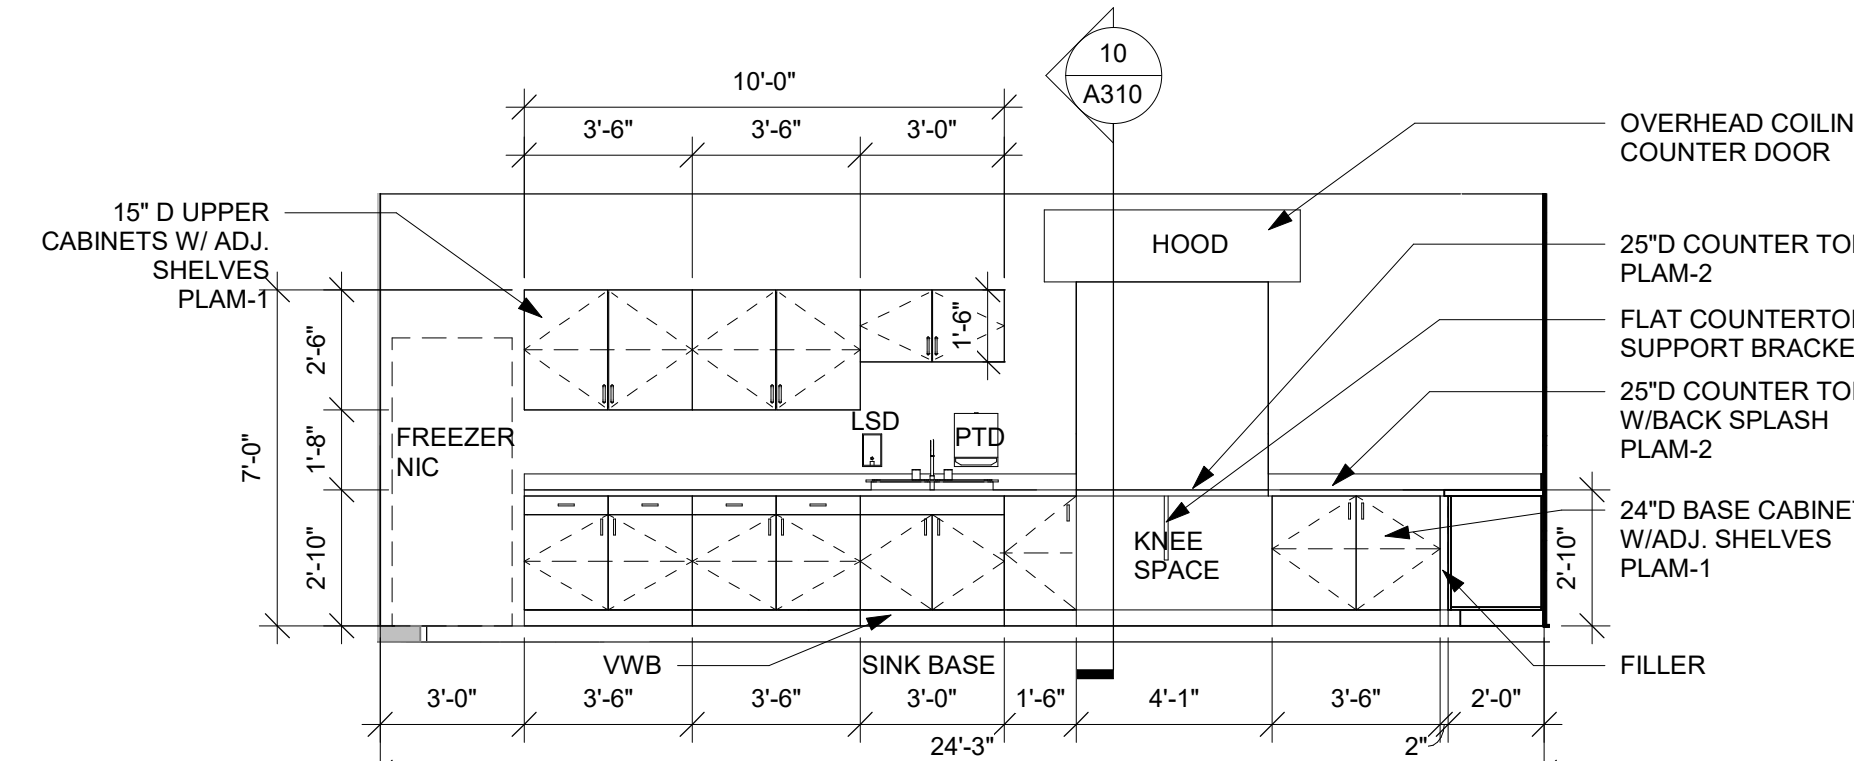 10
A310
10'-0"
3'-6" 3'-6" 3'-0"
OVERHEAD COILIN
COUNTER DOOR
15" D UPPER
CABINETS W/ ADJ.
SHELVES
PLAM-1
HOOD
25"D COUNTER TO
PLAM-2
1'-6"
FLAT COUNTERTO
SUPPORT BRACKE
2'-6"
25"D COUNTER TO
W/BACK SPLASH
PLAM-2
LSD
PTD
FREEZER
NIC
7'-0"
1'-8"
24"D BASE CABINE
W/ADJ. SHELVES
PLAM-1
KNEE
SPACE
2'-10"
2'-10"
VWB
SINK BASE
FILLER
3'-0" 3'-6" 3'-6" 3'-0" 1'-6" 4'-1" 3'-6" 2'-0"
24'-3"
2"